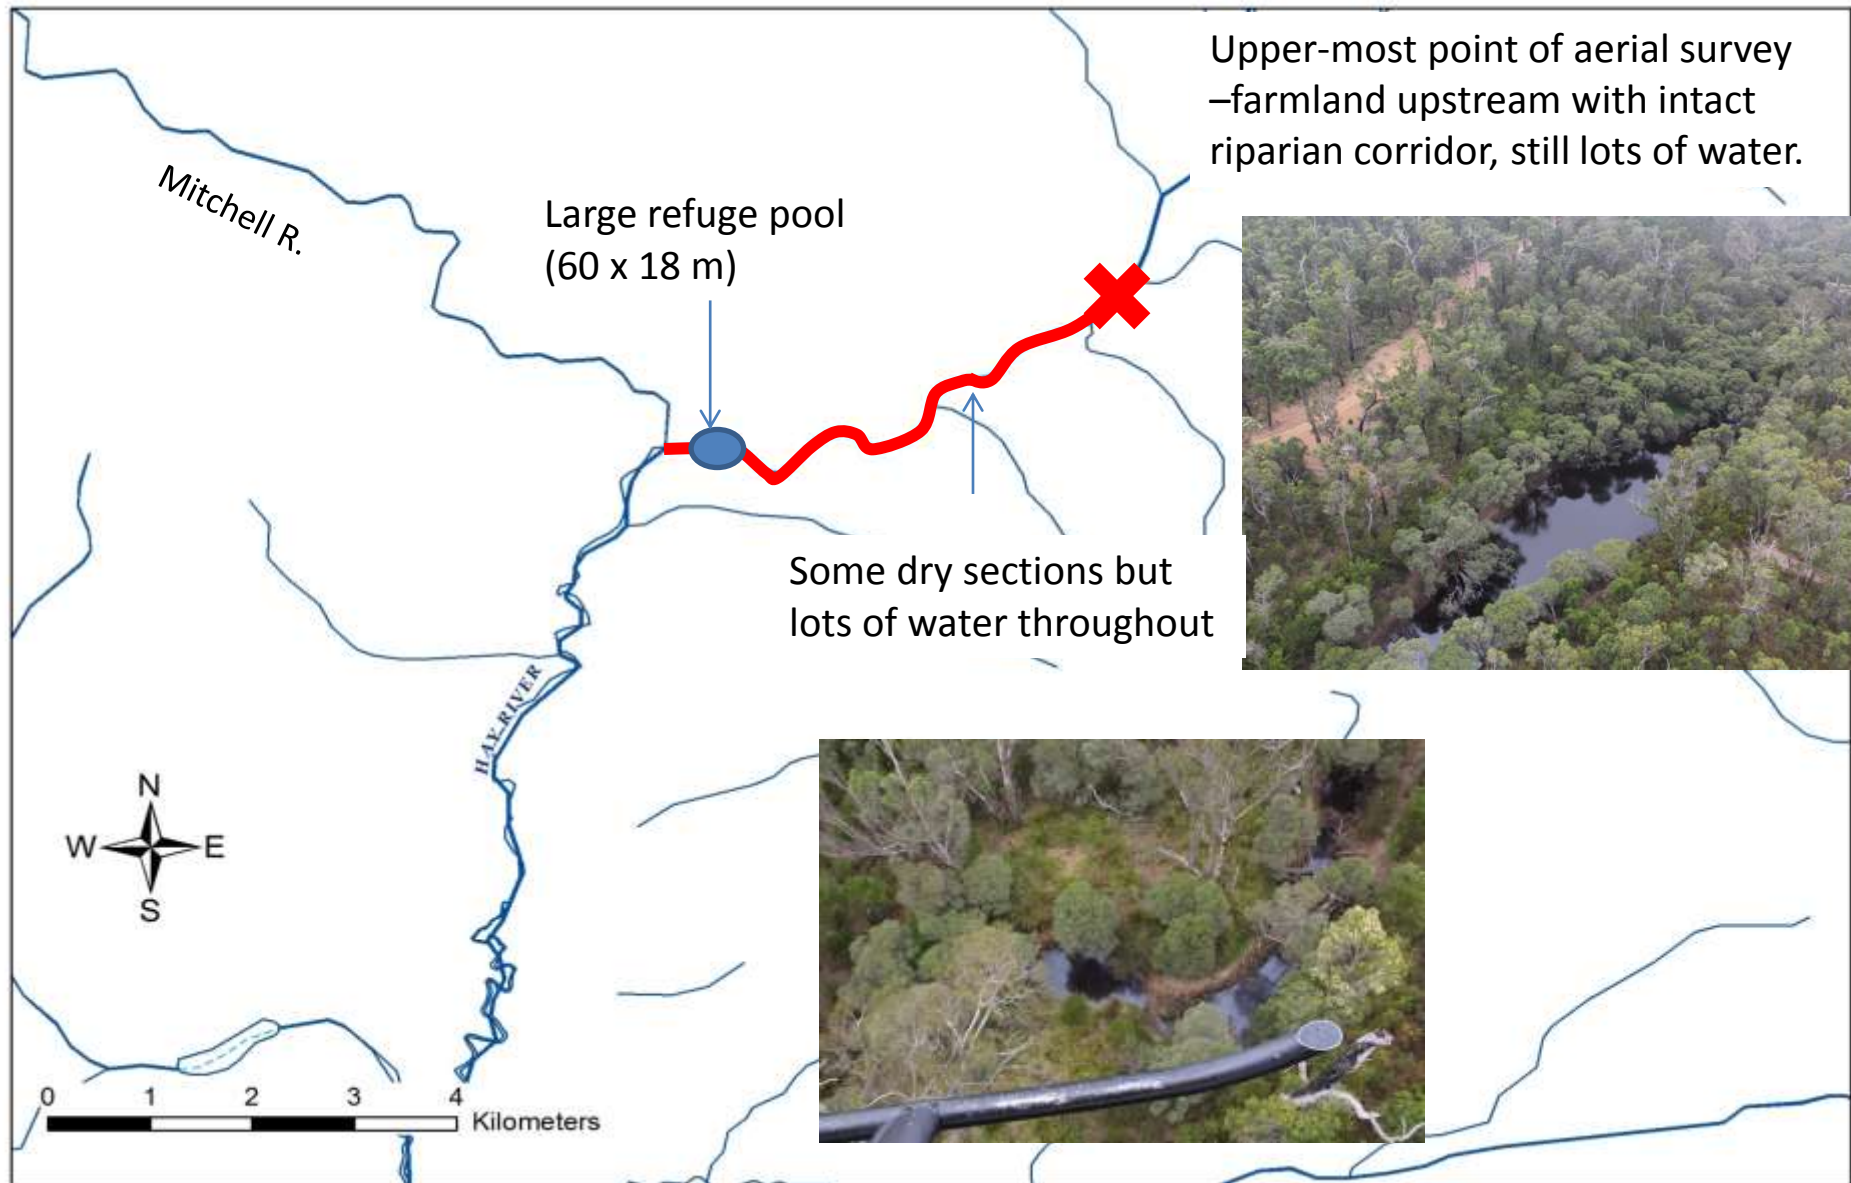 Upper-most point of aerial survey
–farmland upstream with intact
riparian corridor, still lots of water.
Mitchell R.
Large refuge pool
(60 x 18 m)
Some dry sections but
lots of water throughout
HAY RIVER
N
W E
S
0 1 2 3 4
Kilometers